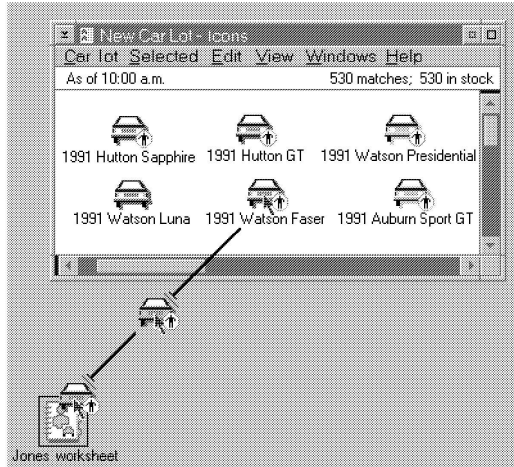 New Car Lot - Icons
Car lot Selected Edit View Windows Help
As of 10:00 a.m. 530 matches; 530 in stock
1991 Hutton Sapphire 1991 Hutton GT 1991 Watson Presidential
1991 Watson Luna 1991 Watson Faser 1991 Auburn Sport GT
Jones worksheet